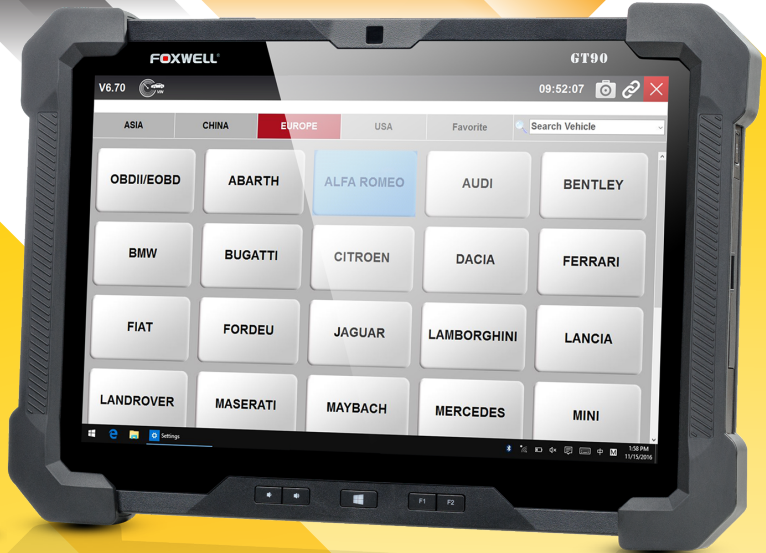 FOXWELL®
GT90
V6.70
VW
09:52:07
ASIA CHINA EUROPE USA Favorite Search Vehicle
OBDII/EOBD ABARTH ALFA ROMEO AUDI BENTLEY
BMW BUGATTI CITROEN DACIA FERRARI
FIAT FORDEU JAGUAR LAMBORGHINI LANCIA
LANDROVER MASERATI MAYBACH MERCEDES MINI
Settings
中 M
1:58 PM
11/15/2016
F1 F2